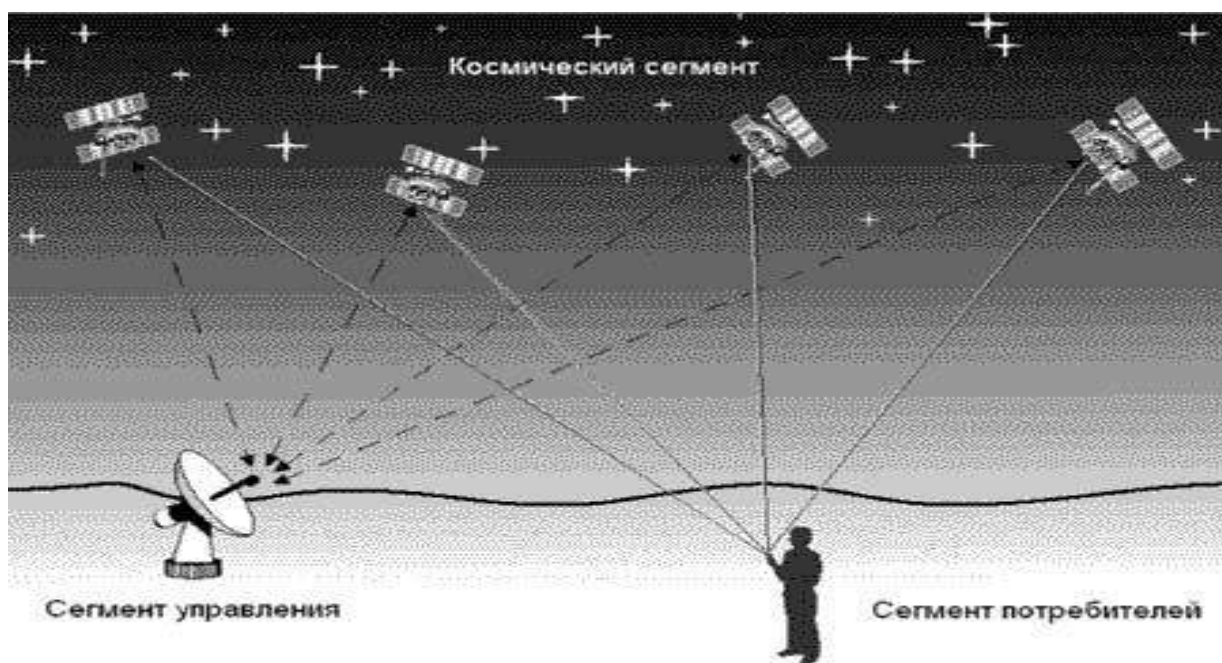 Космический сегмент
Сегмент управления
Сегмент потребителей